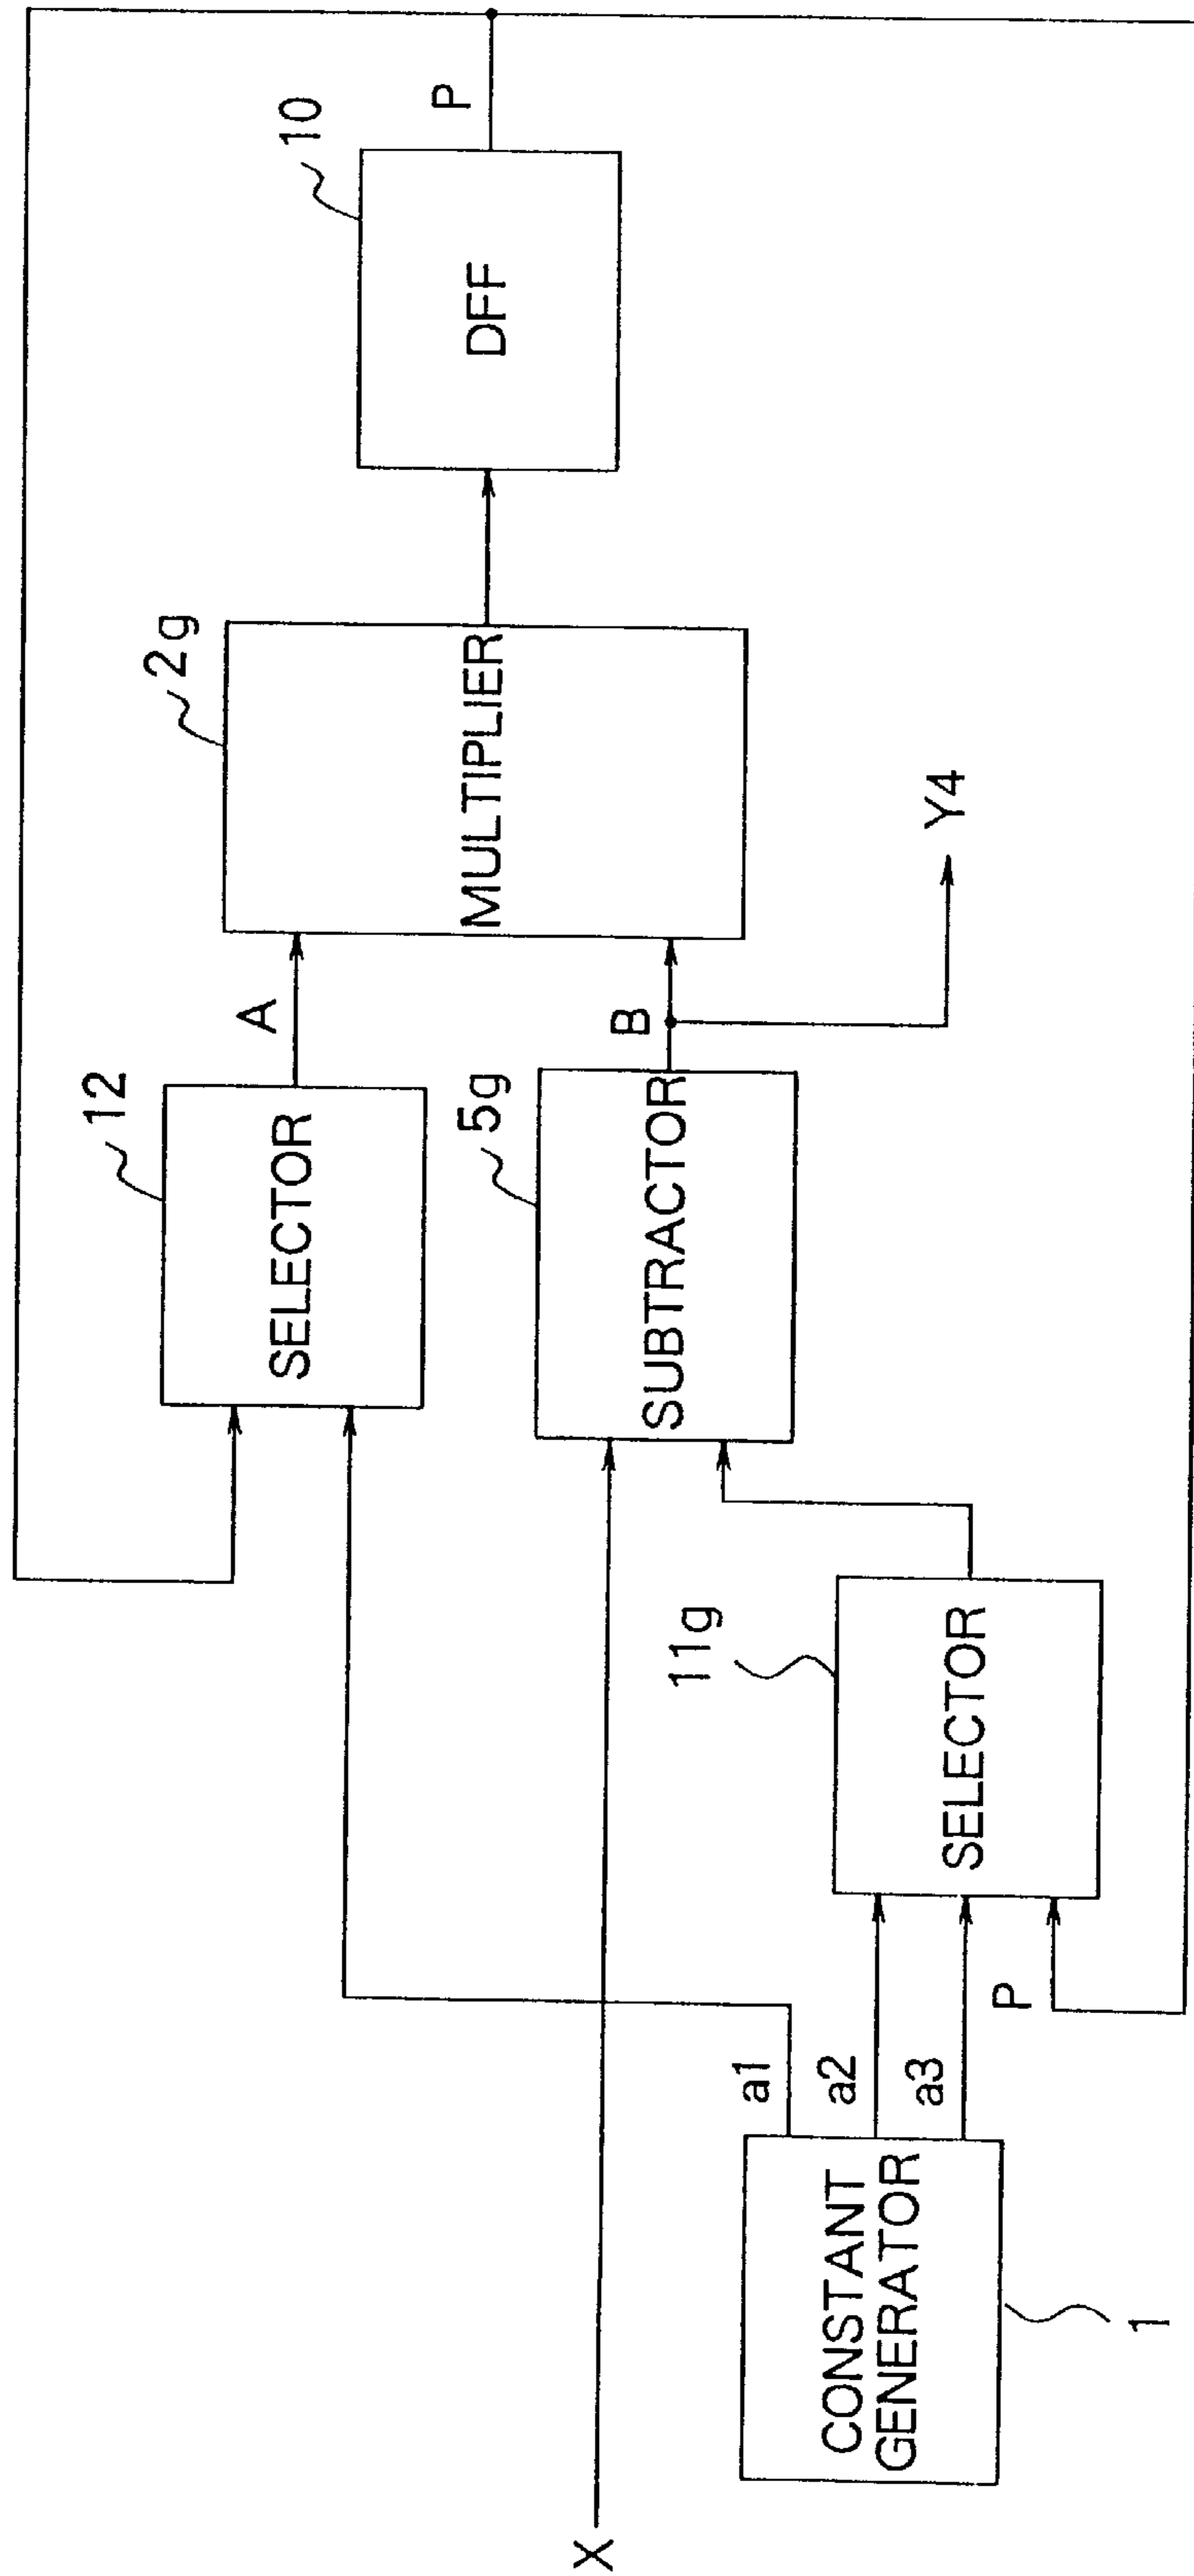 X
CONSTANT
GENERATOR
1
a1
a2
a3
P
SELECTOR
11g
SELECTOR
12
SUBTRACTOR
5g
A
B
Y4
MULTIPLIER
2g
DFF
10
P